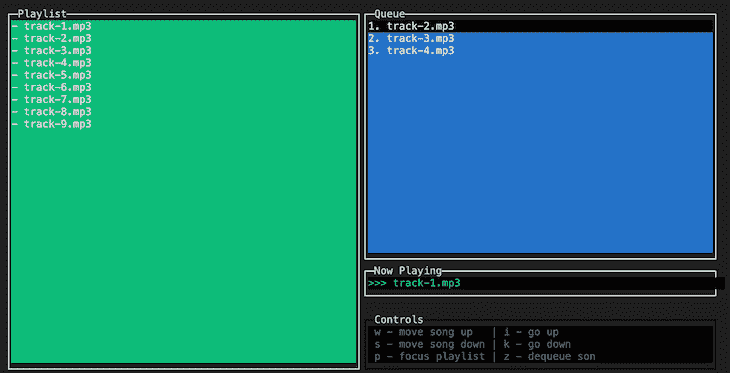 Playlist
- track-1.mp3
- track-2.mp3
- track-3.mp3
- track-4.mp3
- track-5.mp3
- track-6.mp3
- track-7.mp3
- track-8.mp3
- track-9.mp3
Queue
1. track-2.mp3
2. track-3.mp3
3. track-4.mp3
Now Playing
>>> track-1.mp3
Controls
w - move song up | i - go up
s - move song down | k - go down
p - focus playlist | z - dequeue son